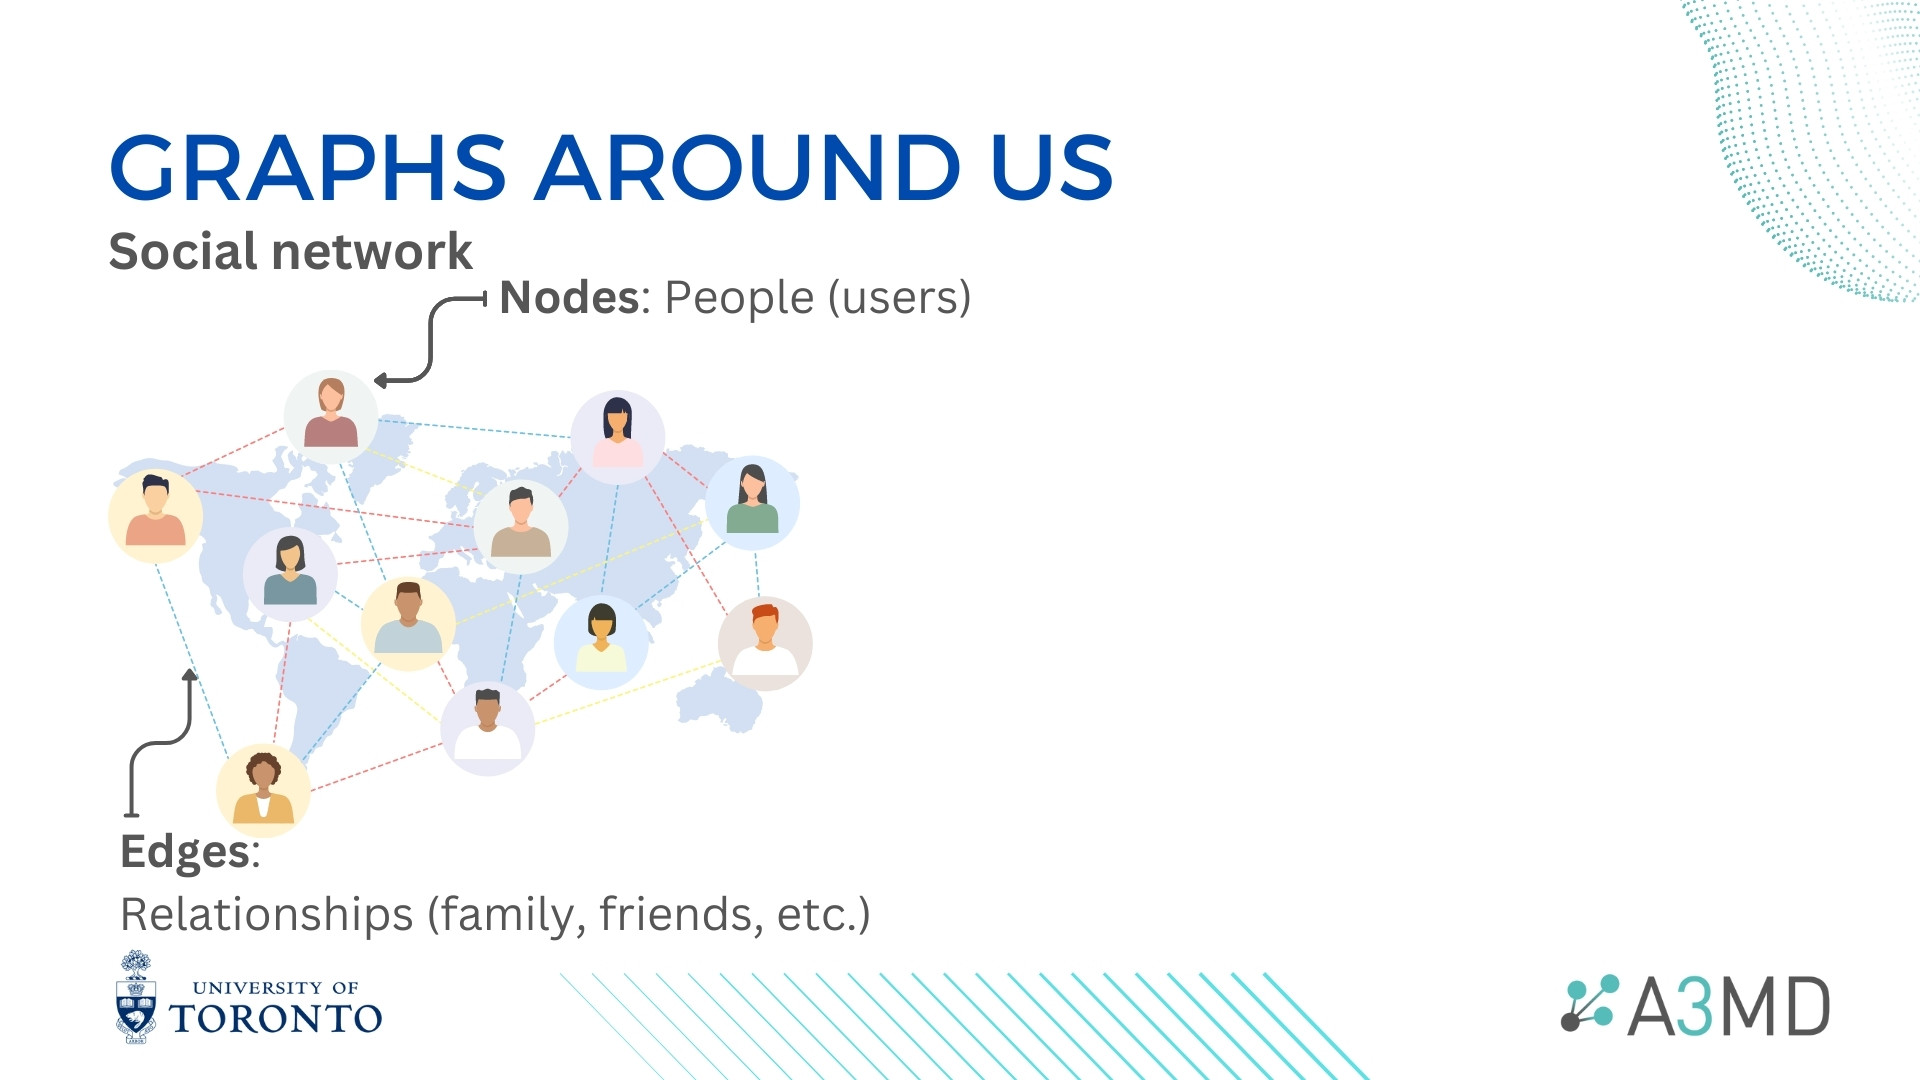 GRAPHS AROUND US
Social network
Nodes: People (users)
Edges:
Relationships (family, friends, etc.)
UNIVERSITY OF
TORONTO
A3MD